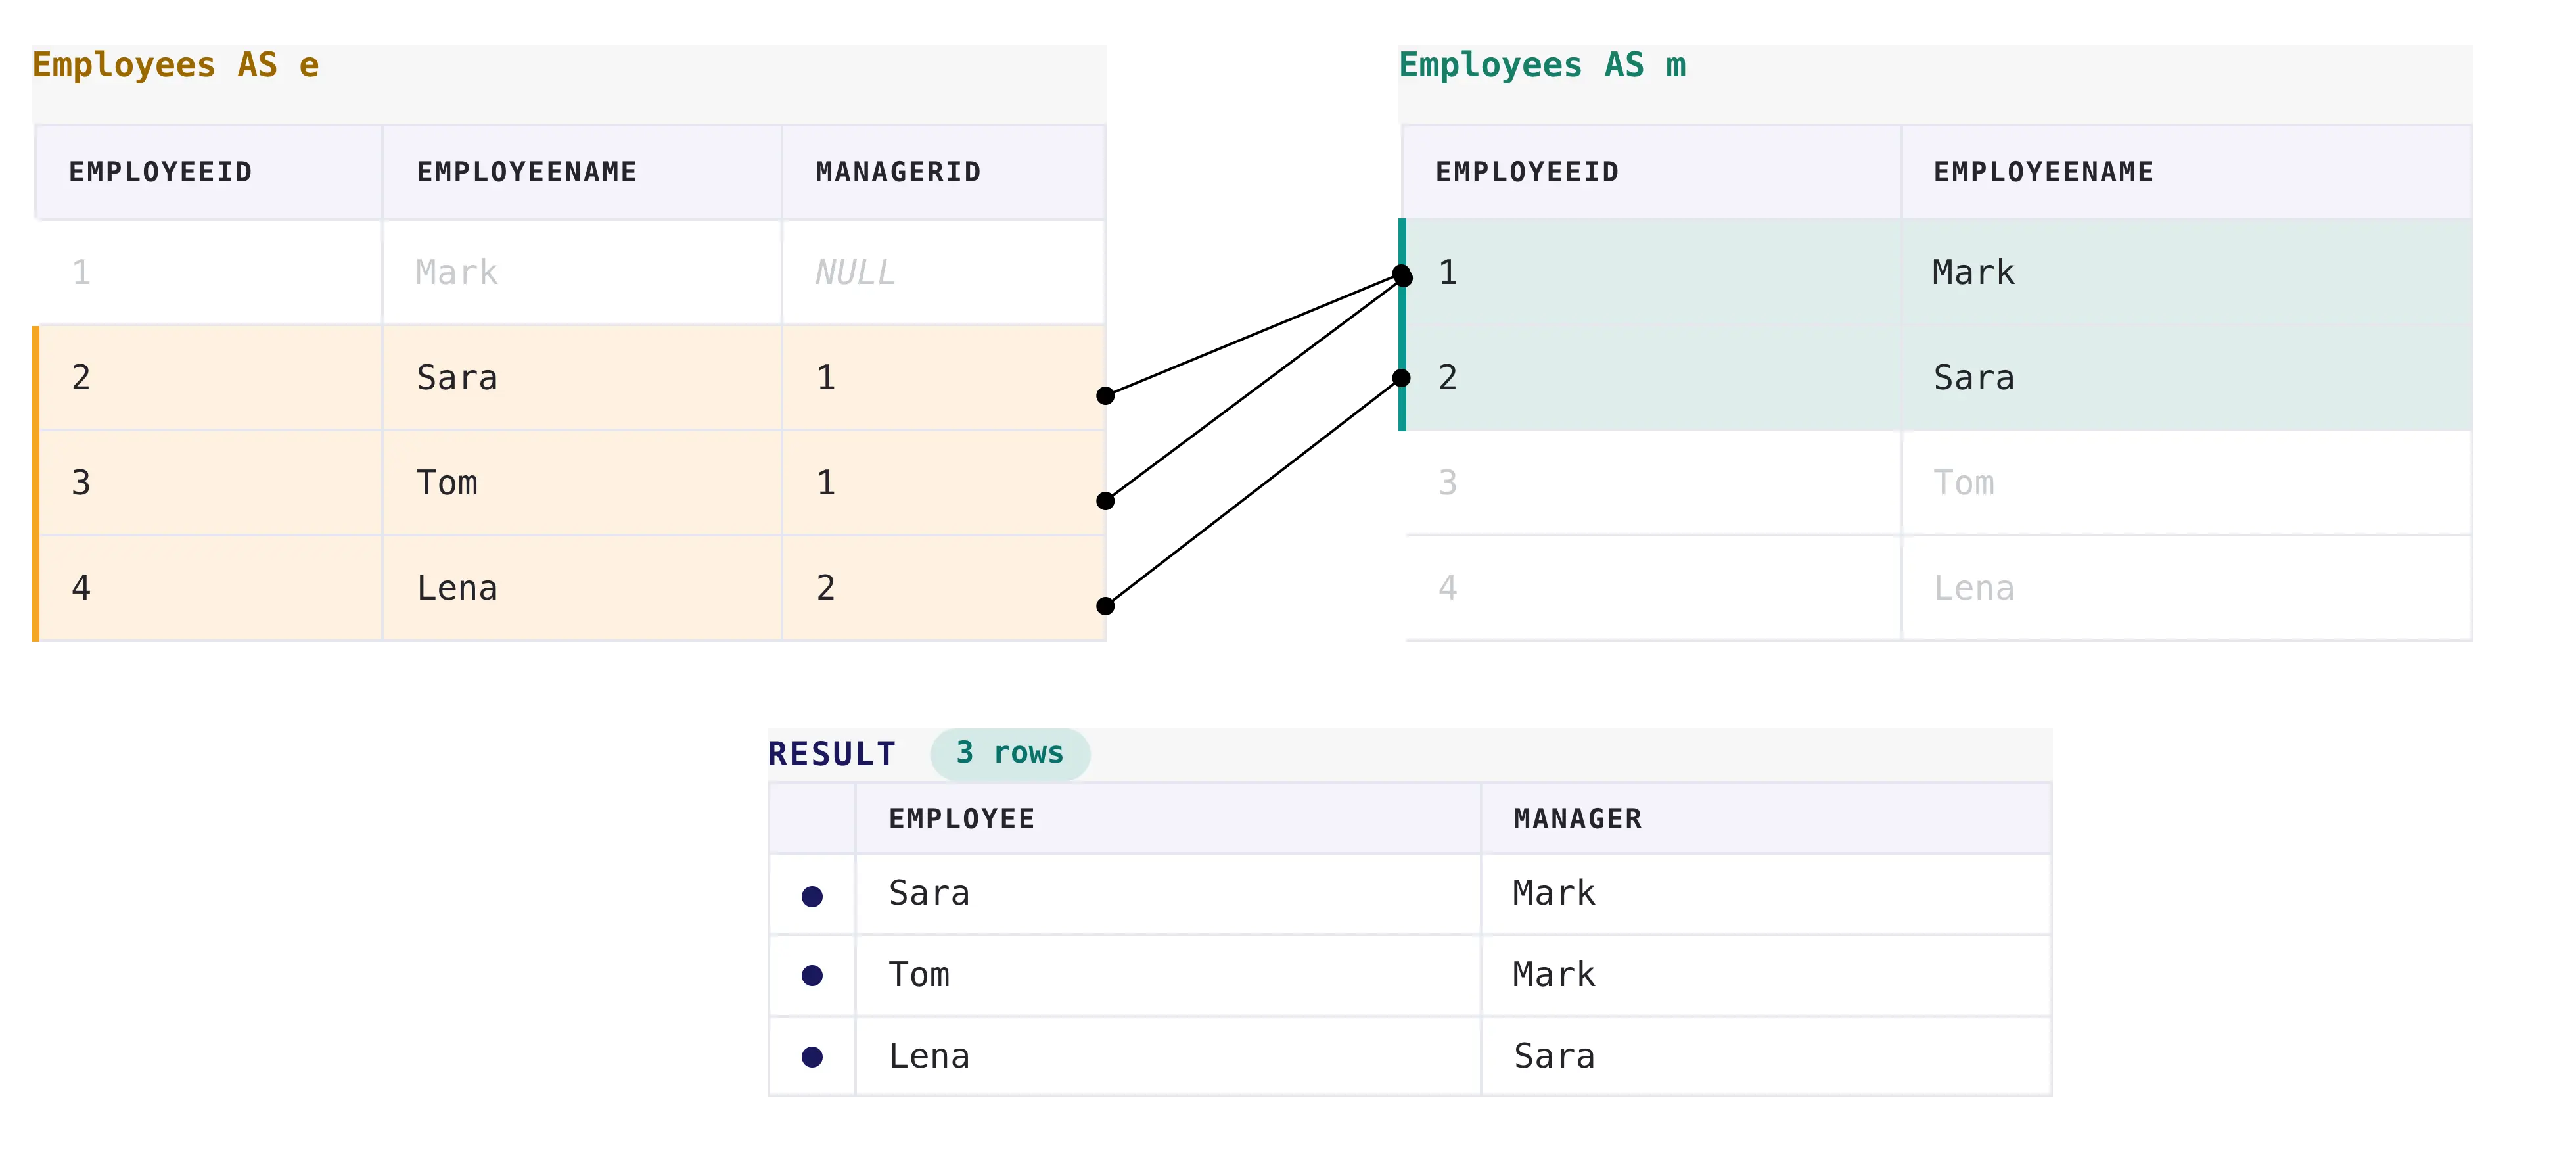 Employees AS e
EMPLOYEEID EMPLOYEENAME MANAGERID
1 Mark NULL
2 Sara 1
3 Tom 1
4 Lena 2
Employees AS m
EMPLOYEEID EMPLOYEENAME
1 Mark
2 Sara
3 Tom
4 Lena
RESULT 3 rows
EMPLOYEE MANAGER
Sara Mark
Tom Mark
Lena Sara